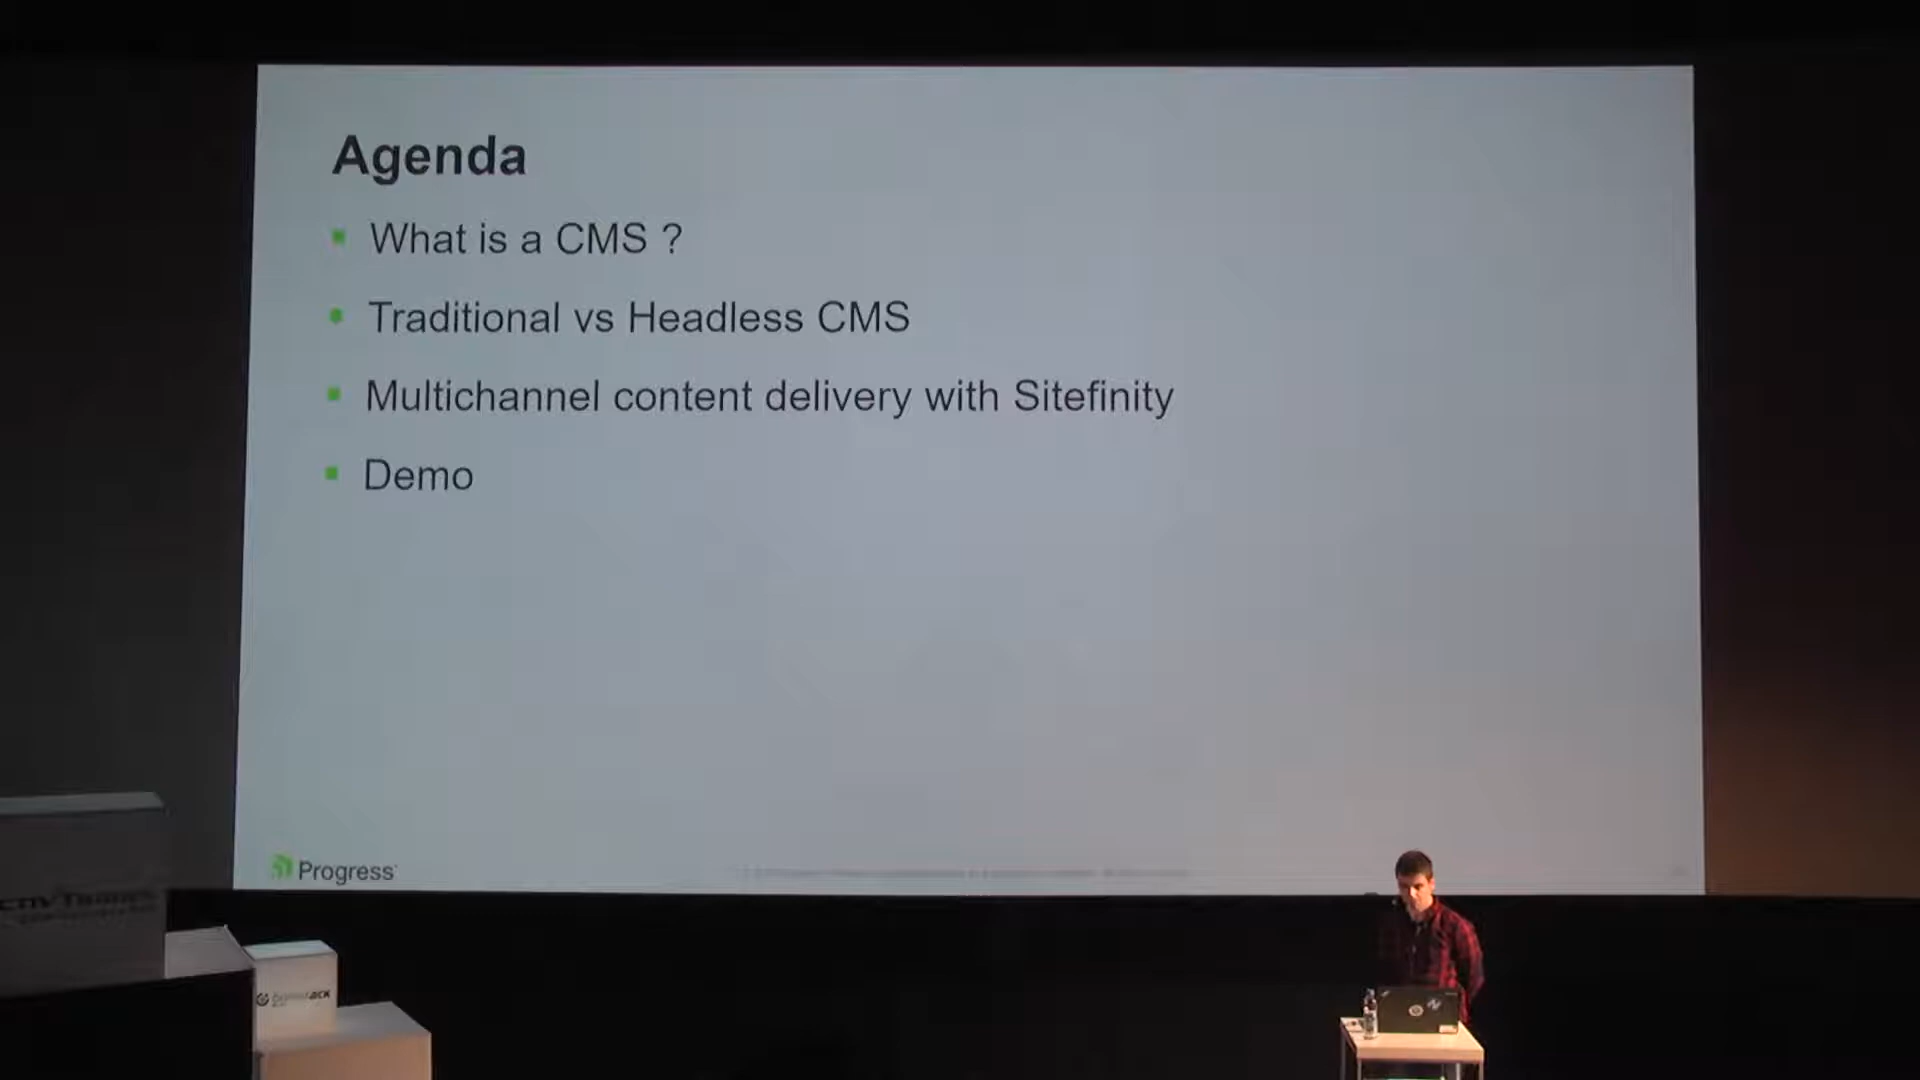 Agenda
What is a CMS ?
Traditional vs Headless CMS
Multichannel content delivery with Sitefinity
Demo
Progress